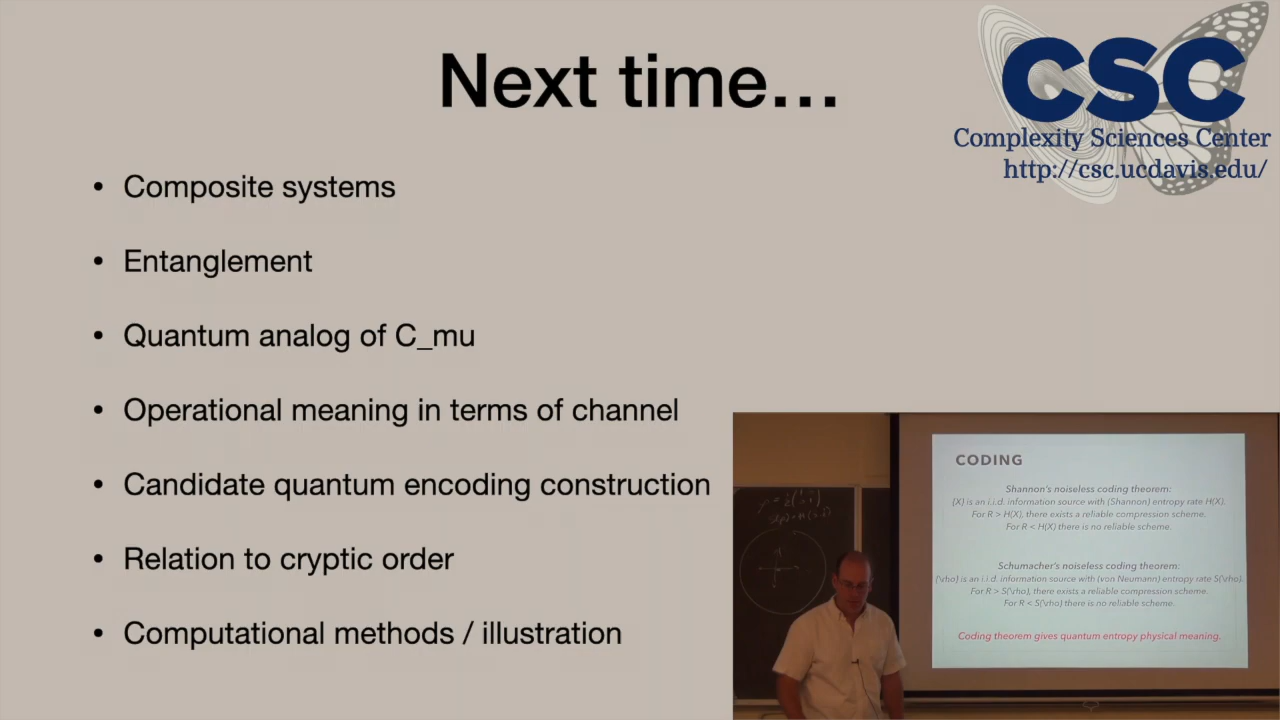 Next time...
CSC
Complexity Sciences Center
http://csc.ucdavis.edu/
• Composite systems
• Entanglement
• Quantum analog of C_mu
• Operational meaning in terms of channel
• Candidate quantum encoding construction
• Relation to cryptic order
• Computational methods / illustration
CODING
Shannon's noiseless coding theorem:
{X} is an i.i.d. information source with (Shannon) entropy rate H(X).
For R > H(X), there exists a reliable compression scheme.
For R < H(X) there is no reliable scheme.
Schumacher's noiseless coding theorem:
{\rho} is an i.i.d. information source with (von Neumann) entropy rate S(\rho).
For R > S(\rho), there exists a reliable compression scheme.
For R < S(\rho) there is no reliable scheme.
Coding theorem gives quantum entropy physical meaning.